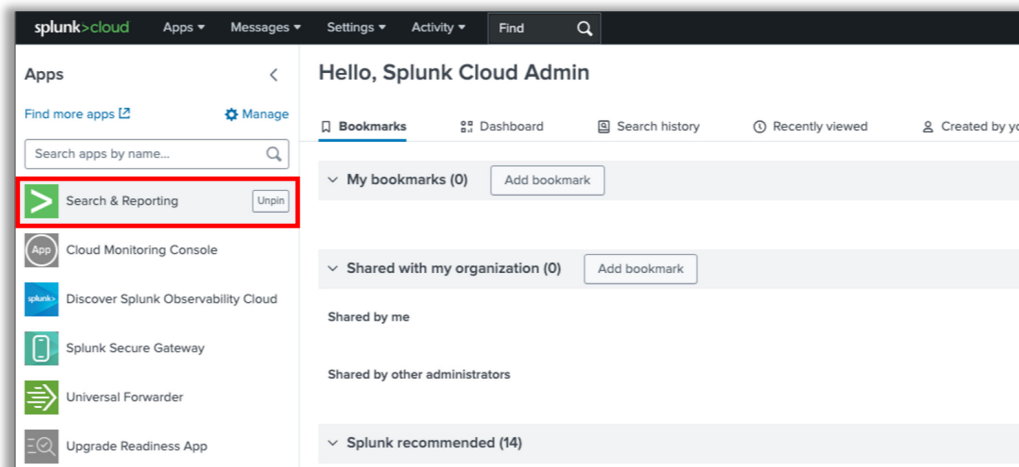 splunk>cloud Apps Messages Settings Activity Find
Apps
Find more apps Manage
Search apps by name...
Search & Reporting Unpin
App Cloud Monitoring Console
splunk> Discover Splunk Observability Cloud
Splunk Secure Gateway
Universal Forwarder
Upgrade Readiness App
Hello, Splunk Cloud Admin
Bookmarks Dashboard Search history Recently viewed Created by yo
My bookmarks (0) Add bookmark
Shared with my organization (0) Add bookmark
Shared by me
Shared by other administrators
Splunk recommended (14)